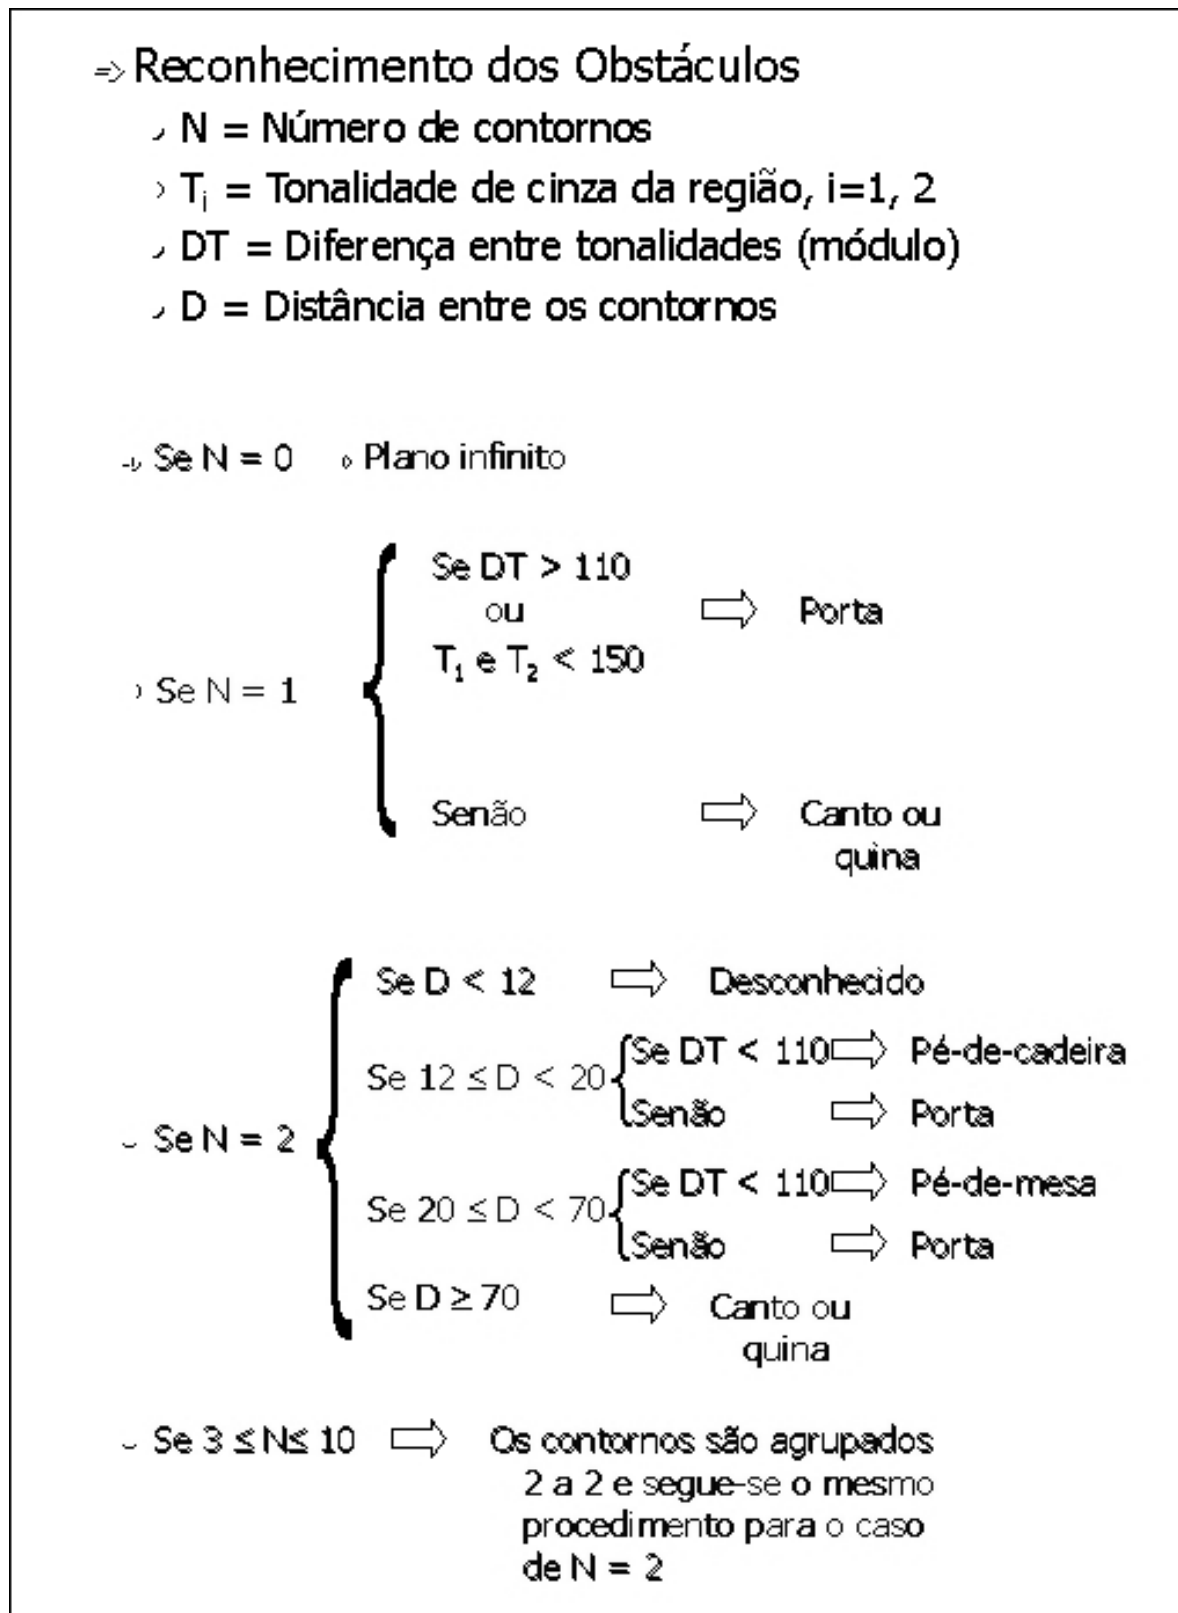 ⇒ Reconhecimento dos Obstáculos
N = Número de contornos
Ti = Tonalidade de cinza da região, i=1, 2
DT = Diferença entre tonalidades (módulo)
D = Distância entre os contornos
Se N = 0 Plano infinito
Se N = 1
Se DT > 110
ou
T1 e T2 < 150
⇒ Porta
Senão ⇒ Canto ou
quina
Se N = 2
Se D < 12 ⇒ Desconhecido
Se 12 ≤ D < 20
Se DT < 110 ⇒ Pé-de-cadeira
Senão ⇒ Porta
Se 20 ≤ D < 70
Se DT < 110 ⇒ Pé-de-mesa
Senão ⇒ Porta
Se D ≥ 70 ⇒ Canto ou
quina
Se 3 ≤ N ≤ 10 ⇒ Os contornos são agrupados
2 a 2 e segue-se o mesmo
procedimento para o caso
de N = 2